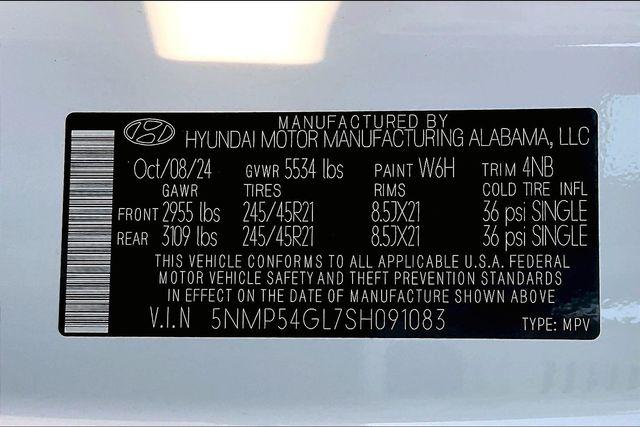 MANUFACTURED BY
HYUNDAI MOTOR MANUFACTURING ALABAMA, LLC
Oct/08/24 GVWR 5534 lbs PAINT W6H TRIM 4NB
GAWR TIRES RIMS COLD TIRE INFL
FRONT 2955 lbs 245/45R21 8.5JX21 36 psi SINGLE
REAR 3109 lbs 245/45R21 8.5JX21 36 psi SINGLE
THIS VEHICLE CONFORMS TO ALL APPLICABLE U.S.A. FEDERAL
MOTOR VEHICLE SAFETY AND THEFT PREVENTION STANDARDS
IN EFFECT ON THE DATE OF MANUFACTURE SHOWN ABOVE
V.I.N 5NMP54GL7SH091083 TYPE: MPV